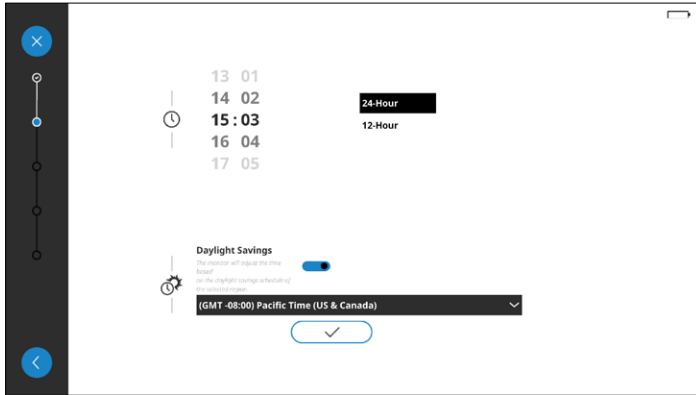 13 01
14 02
15:03
16 04
17 05
24-Hour
12-Hour
Daylight Savings
The monitor will adjust the time
based
on the daylight savings schedule of
the selected region.
(GMT -08:00) Pacific Time (US & Canada)